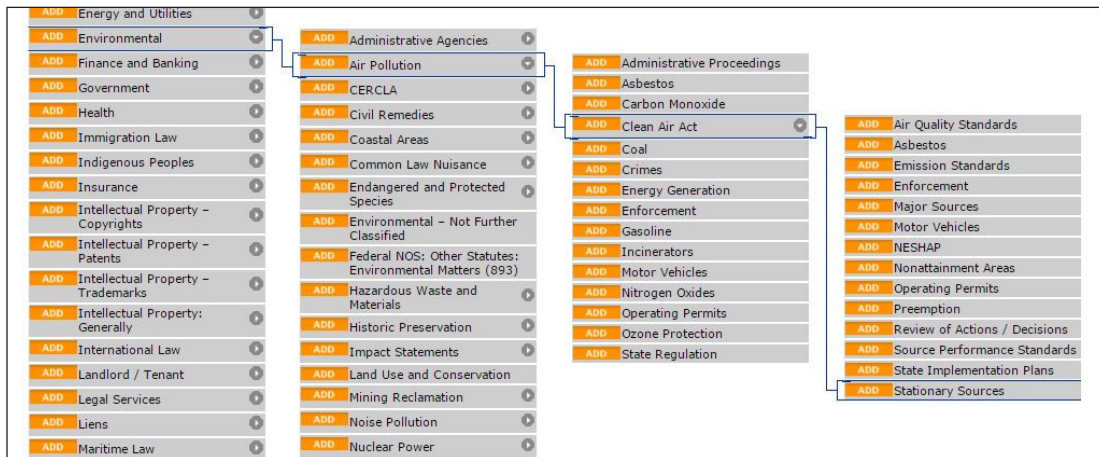 ADD Energy and Utilities
ADD Environmental
ADD Finance and Banking
ADD Government
ADD Health
ADD Immigration Law
ADD Indigenous Peoples
ADD Insurance
ADD Intellectual Property –
Copyrights
ADD Intellectual Property –
Patents
ADD Intellectual Property –
Trademarks
ADD Intellectual Property:
Generally
ADD International Law
ADD Landlord / Tenant
ADD Legal Services
ADD Liens
ADD Maritime Law
ADD Administrative Agencies
ADD Air Pollution
ADD CERCLA
ADD Civil Remedies
ADD Coastal Areas
ADD Common Law Nuisance
ADD Endangered and Protected
Species
ADD Environmental – Not Further
Classified
ADD Federal NOS: Other Statutes:
Environmental Matters (893)
ADD Hazardous Waste and
Materials
ADD Historic Preservation
ADD Impact Statements
ADD Land Use and Conservation
ADD Mining Reclamation
ADD Noise Pollution
ADD Nuclear Power
ADD Administrative Proceedings
ADD Asbestos
ADD Carbon Monoxide
ADD Clean Air Act
ADD Coal
ADD Crimes
ADD Energy Generation
ADD Enforcement
ADD Gasoline
ADD Incinerators
ADD Motor Vehicles
ADD Nitrogen Oxides
ADD Operating Permits
ADD Ozone Protection
ADD State Regulation
ADD Air Quality Standards
ADD Asbestos
ADD Emission Standards
ADD Enforcement
ADD Major Sources
ADD Motor Vehicles
ADD NESHAP
ADD Nonattainment Areas
ADD Operating Permits
ADD Preemption
ADD Review of Actions / Decisions
ADD Source Performance Standards
ADD State Implementation Plans
ADD Stationary Sources